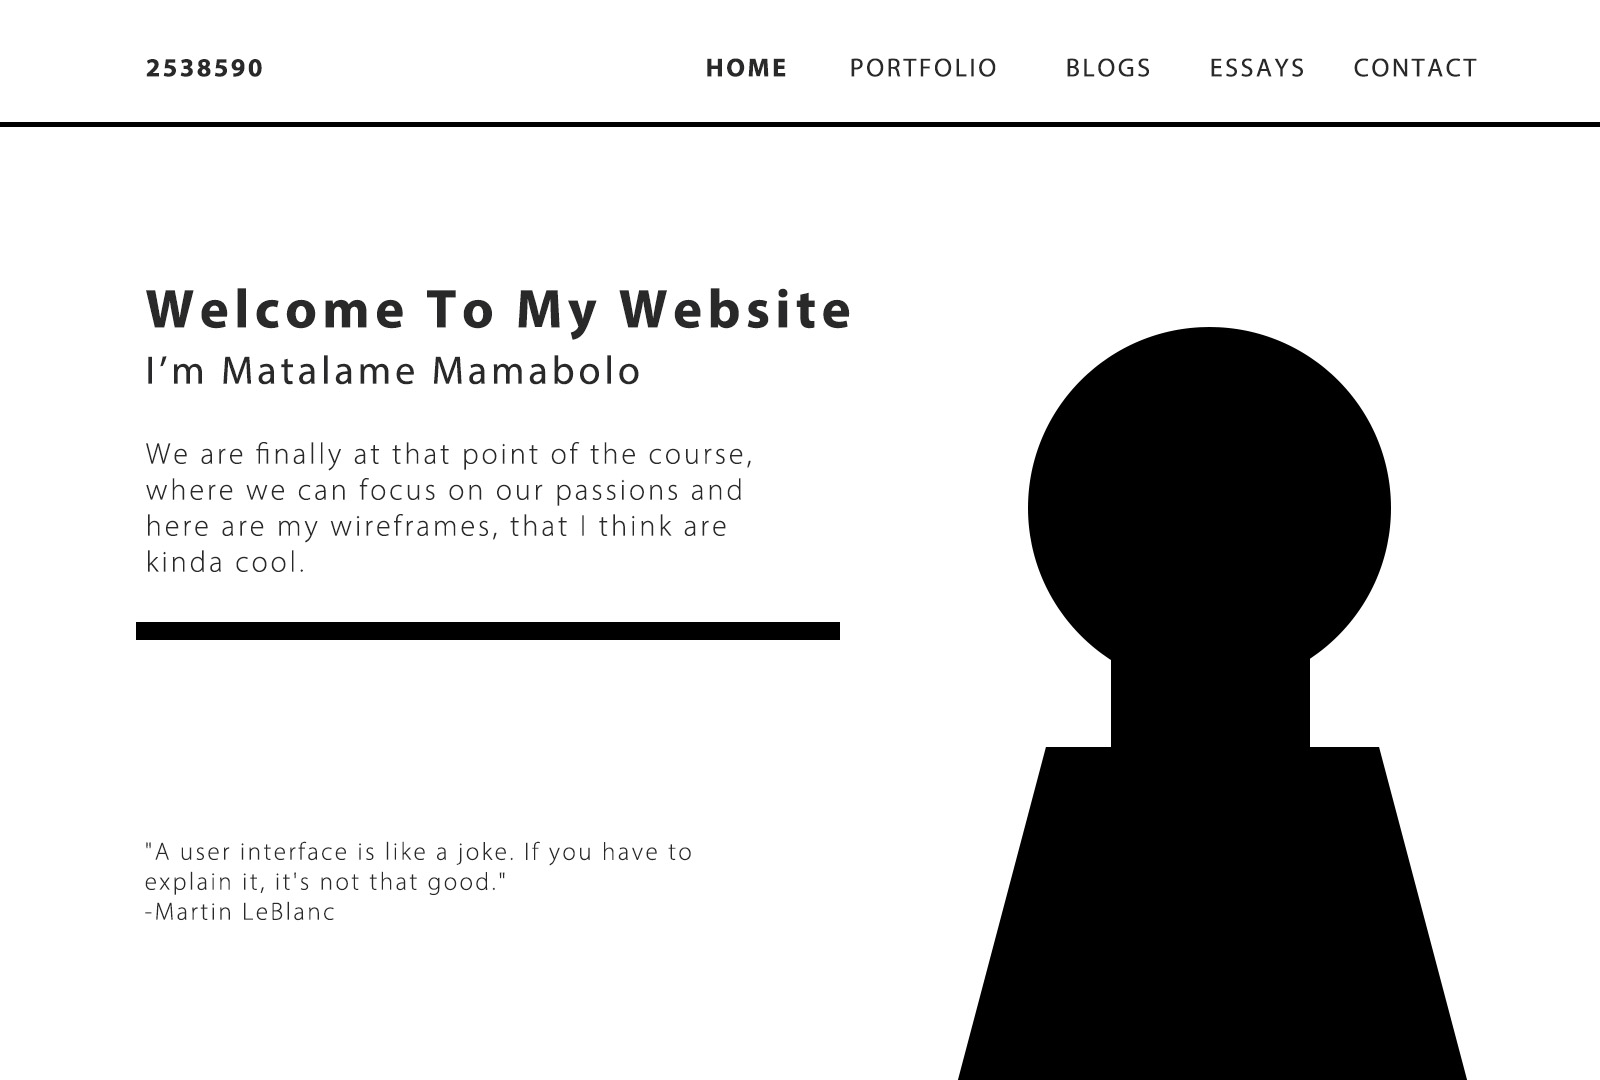 2538590 HOME PORTFOLIO BLOGS ESSAYS CONTACT
Welcome To My Website
I’m Matalame Mamabolo
We are finally at that point of the course,
where we can focus on our passions and
here are my wireframes, that I think are
kinda cool.
"A user interface is like a joke. If you have to
explain it, it's not that good."
-Martin LeBlanc